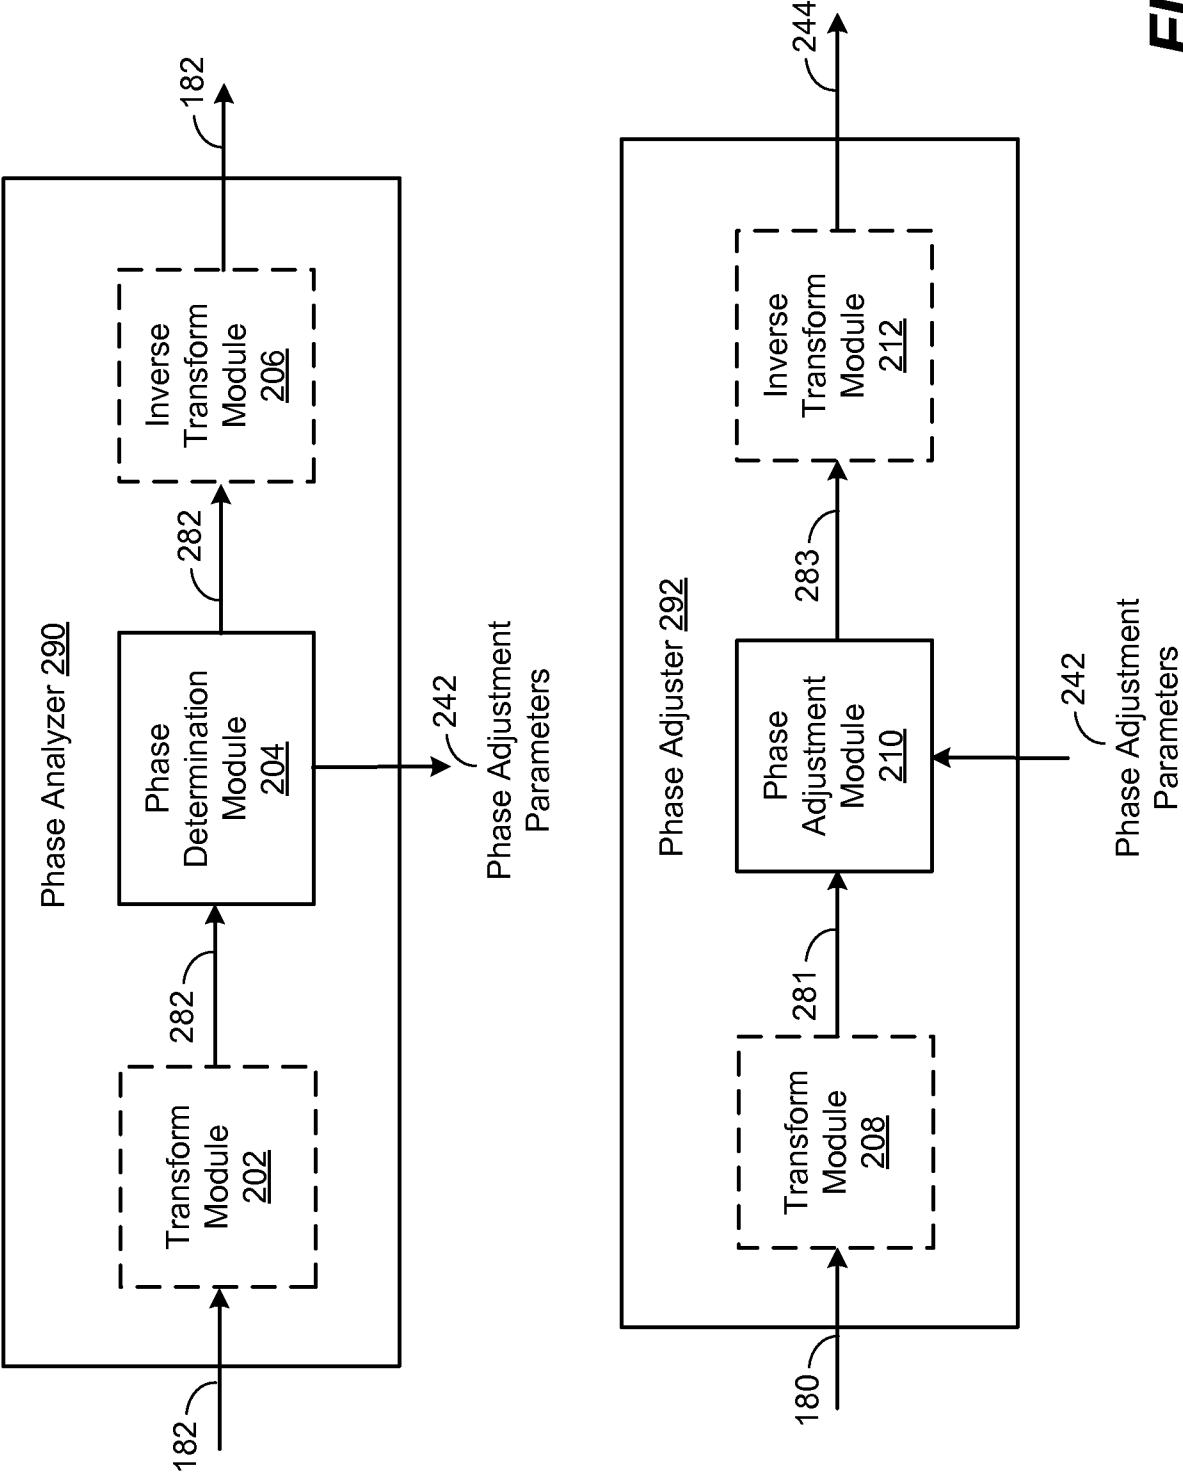 Phase Analyzer 290
182
Transform
Module
202
282
Phase
Determination
Module
204
282
Inverse
Transform
Module
206
182
242
Phase Adjustment
Parameters
Phase Adjuster 292
180
Transform
Module
208
281
Phase
Adjustment
Module
210
283
Inverse
Transform
Module
212
244
242
Phase Adjustment
Parameters